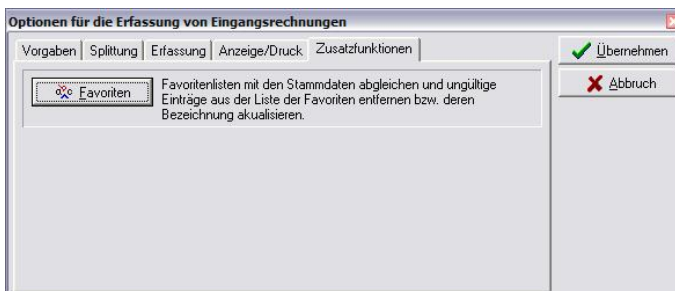 Optionen für die Erfassung von Eingangsrechnungen
Vorgaben Splittung Erfassung Anzeige/Druck Zusatzfunktionen
Übernehmen
Abbruch
Favoriten
Favoritenlisten mit den Stammdaten abgleichen und ungültige
Einträge aus der Liste der Favoriten entfernen bzw. deren
Bezeichnung akualisieren.